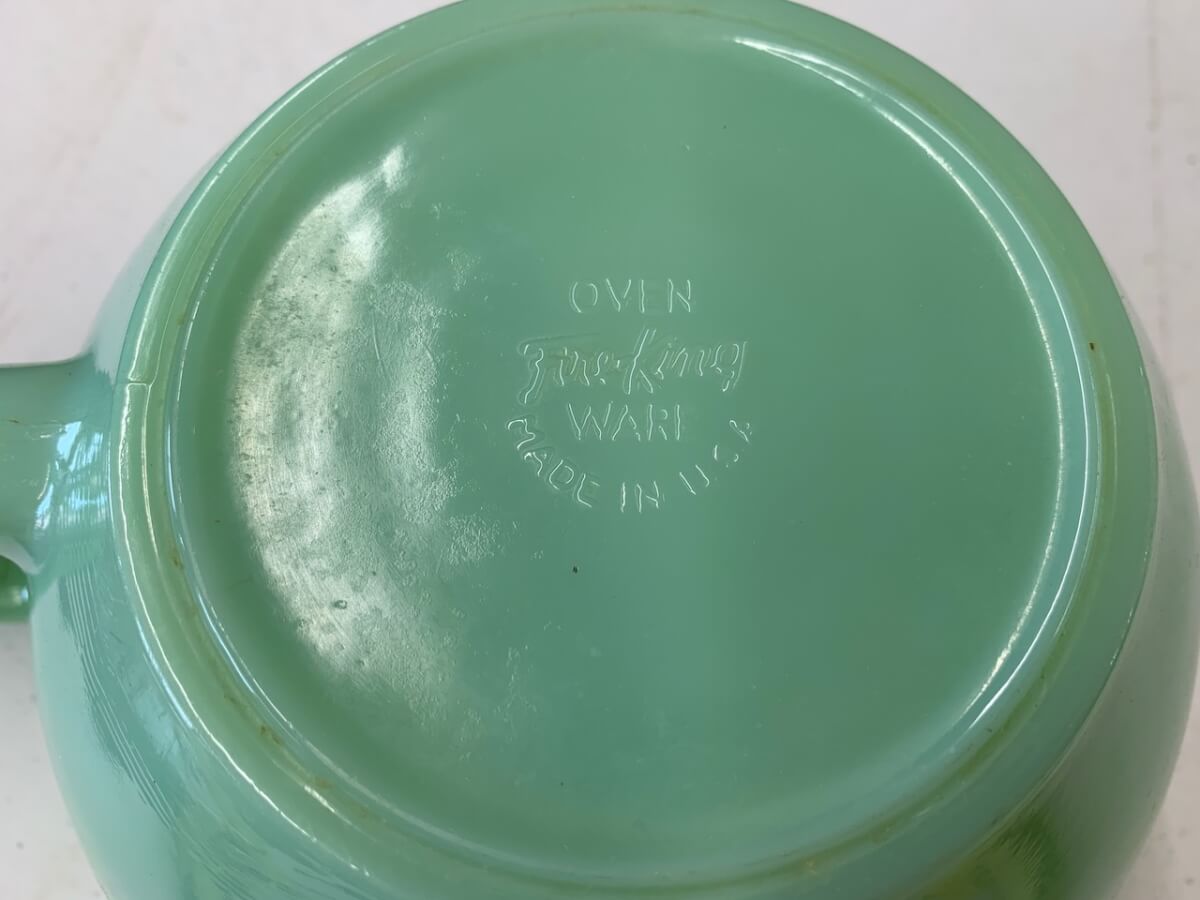 OVEN
Fire-King
WARE
MADE IN U.S.A